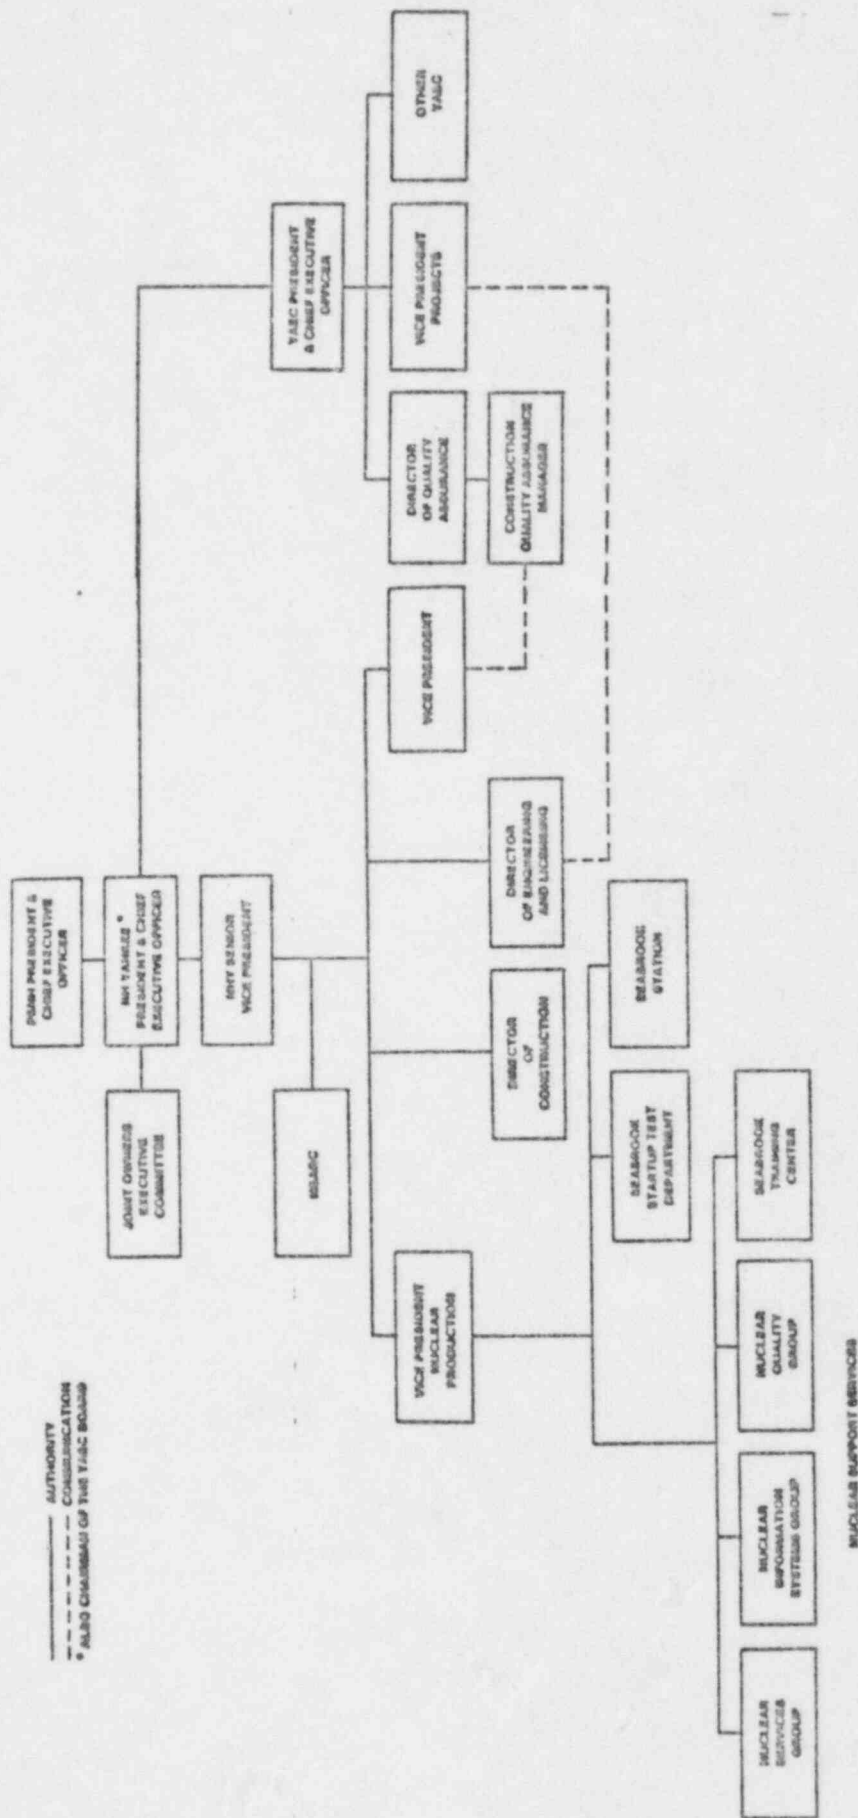 PSNH PRESIDENT &
CHIEF EXECUTIVE
OFFICER
JOINT OWNERS
EXECUTIVE
COMMITTEE
NH YANKEE *
PRESIDENT & CHIEF
EXECUTIVE OFFICER
NHY SENIOR
VICE PRESIDENT
YAEC PRESIDENT
& CHIEF EXECUTIVE
OFFICER
VICE PRESIDENT
NUCLEAR
PRODUCTION
VICE PRESIDENT
DIRECTOR
OF QUALITY
ASSURANCE
VICE PRESIDENT
PROJECTS
OTHER
YAEC
DIRECTOR
OF
CONSTRUCTION
DIRECTOR
OF ENGINEERING
AND LICENSING
CONSTRUCTION
QUALITY ASSURANCE
MANAGER
SEABROOK
STARTUP TEST
DEPARTMENT
SEABROOK
STATION
NUCLEAR
SERVICES
GROUP
NUCLEAR
INFORMATION
SYSTEMS GROUP
NUCLEAR
QUALITY
GROUP
SEABROOK
TRAINING
CENTER
NUCLEAR SUPPORT SERVICES
AUTHORITY
COMMUNICATION
* ALSO CHAIRMAN OF THE YAEC BOARD